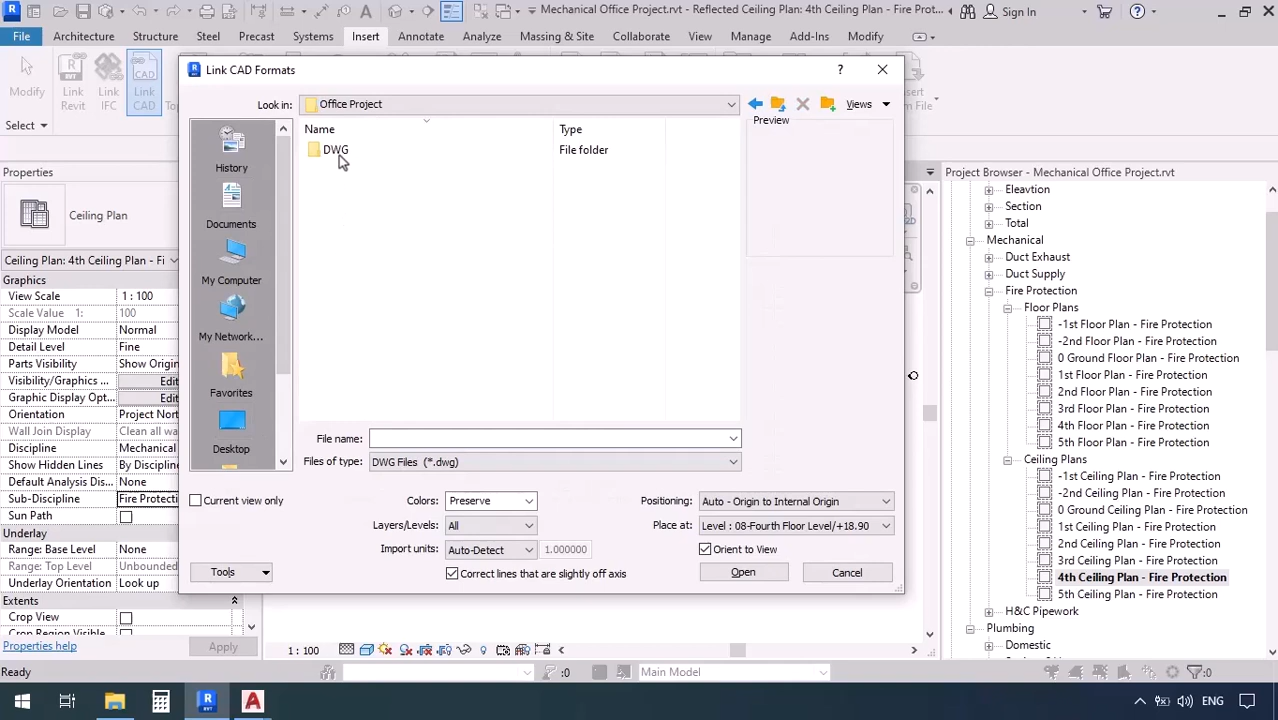 Mechanical Office Project.rvt - Reflected Ceiling Plan: 4th Ceiling Plan - Fire Prot...
Sign In
File
Architecture
Structure
Steel
Precast
Systems
Insert
Annotate
Analyze
Massing & Site
Collaborate
View
Manage
Add-Ins
Modify
Modify
Link
Revit
Link
IFC
Link
CAD
Select
Link CAD Formats
Look in:
Office Project
Views
Name
Type
Preview
DWG
File folder
History
Documents
My Computer
My Network...
Favorites
Desktop
File name:
Files of type:
DWG Files (*.dwg)
Current view only
Colors:
Preserve
Positioning:
Auto - Origin to Internal Origin
Layers/Levels:
All
Place at:
Level : 08-Fourth Floor Level/+18.90
Import units:
Auto-Detect
1.000000
Orient to View
Tools
Correct lines that are slightly off axis
Open
Cancel
Properties
Ceiling Plan
Ceiling Plan: 4th Ceiling Plan - Fi
Graphics
View Scale
1 : 100
Scale Value 1:
100
Display Model
Normal
Detail Level
Fine
Parts Visibility
Show Origin
Visibility/Graphics ...
Edit
Graphic Display Opt...
Edit
Orientation
Project Nort
Wall Join Display
Clean all wa
Discipline
Mechanical
Show Hidden Lines
By Disciplin
Default Analysis Dis...
None
Sub-Discipline
Fire Protecti
Sun Path
Underlay
Range: Base Level
None
Range: Top Level
Unbounded
Underlay Orientation
Look up
Extents
Crop View
Crop Region Visible
Properties help
Apply
Project Browser - Mechanical Office Project.rvt
Eleavtion
Section
Total
Mechanical
Duct Exhaust
Duct Supply
Fire Protection
Floor Plans
-1st Floor Plan - Fire Protection
-2nd Floor Plan - Fire Protection
0 Ground Floor Plan - Fire Protection
1st Floor Plan - Fire Protection
2nd Floor Plan - Fire Protection
3rd Floor Plan - Fire Protection
4th Floor Plan - Fire Protection
5th Floor Plan - Fire Protection
Ceiling Plans
-1st Ceiling Plan - Fire Protection
-2nd Ceiling Plan - Fire Protection
0 Ground Ceiling Plan - Fire Protection
1st Ceiling Plan - Fire Protection
2nd Ceiling Plan - Fire Protection
3rd Ceiling Plan - Fire Protection
4th Ceiling Plan - Fire Protection
5th Ceiling Plan - Fire Protection
H&C Pipework
Plumbing
Domestic
1 : 100
Ready
:0
Main Model
:0
ENG